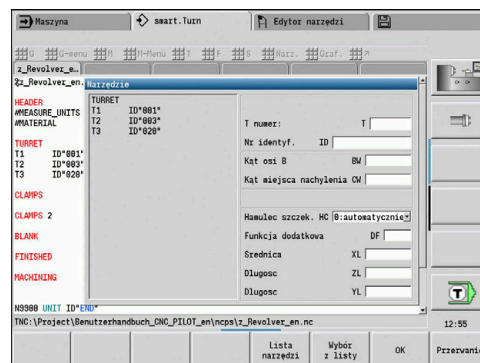 Maszyna
smart.Turn
Edytor narzędzi
G
G-menu
M
M-Menü
T
F
S
Narz.
Graf.
z_Revolver_e…
z_Revolver_en.
Narzędzie
HEADER
#MEASURE_UNITS
#MATERIAL
TURRET
T1 ID"001"
T2 ID"003"
T3 ID"020"
CLAMPS
CLAMPS 2
BLANK
FINISHED
MACHINING
N9900 UNIT ID"END"
TURRET
T1 ID"001"
T2 ID"003"
T3 ID"020"
T numer: T
Nr identyf. ID
Kąt osi B BW
Kąt miejsca nachylenia CW
Hamulec szczek. HC 0:automatycznie
Funkcja dodatkowa DF
Srednica XL
Dlugosc ZL
Dlugosc YL
TNC:\Project\Benutzerhandbuch_CNC_PILOT_en\ncps\z_Revolver_en.nc
12:55
T
Lista narzędzi
Wybór z listy
OK
Przerwanie